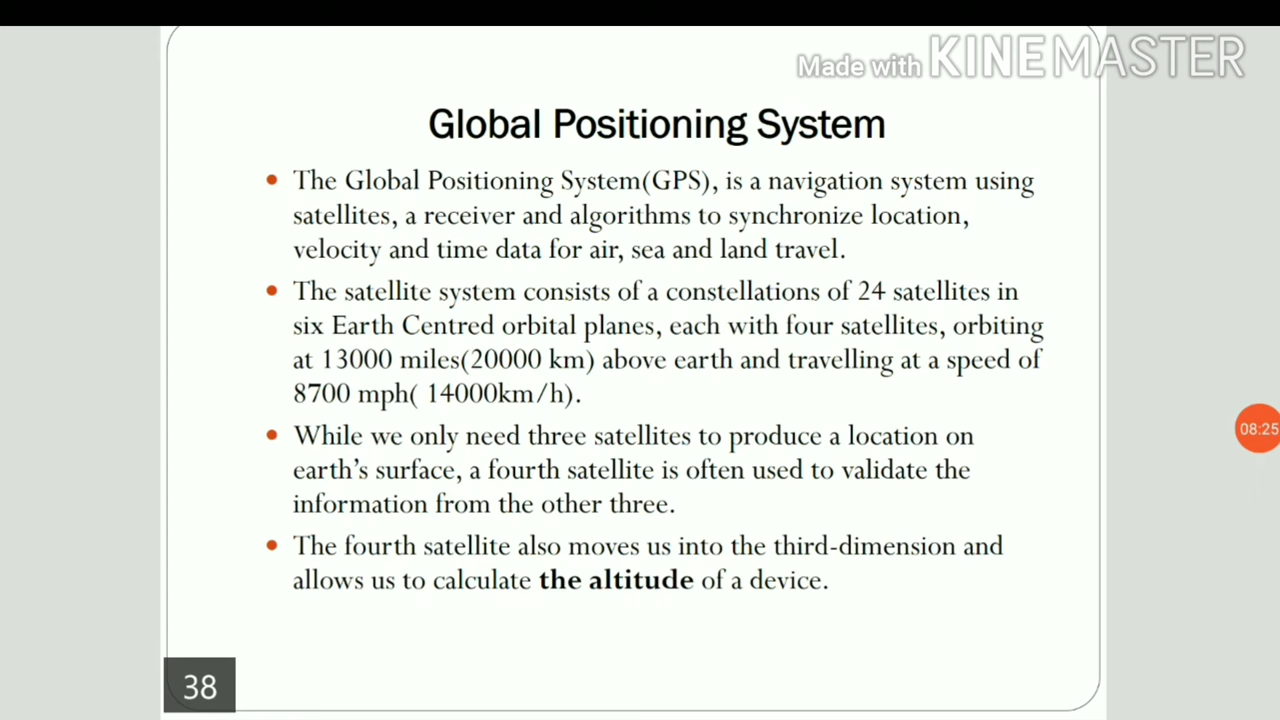 Made with KINEMASTER
Global Positioning System
• The Global Positioning System(GPS), is a navigation system using
satellites, a receiver and algorithms to synchronize location,
velocity and time data for air, sea and land travel.
• The satellite system consists of a constellations of 24 satellites in
six Earth Centred orbital planes, each with four satellites, orbiting
at 13000 miles(20000 km) above earth and travelling at a speed of
8700 mph( 14000km/h).
• While we only need three satellites to produce a location on
earth's surface, a fourth satellite is often used to validate the
information from the other three.
• The fourth satellite also moves us into the third-dimension and
allows us to calculate the altitude of a device.
08:25
38